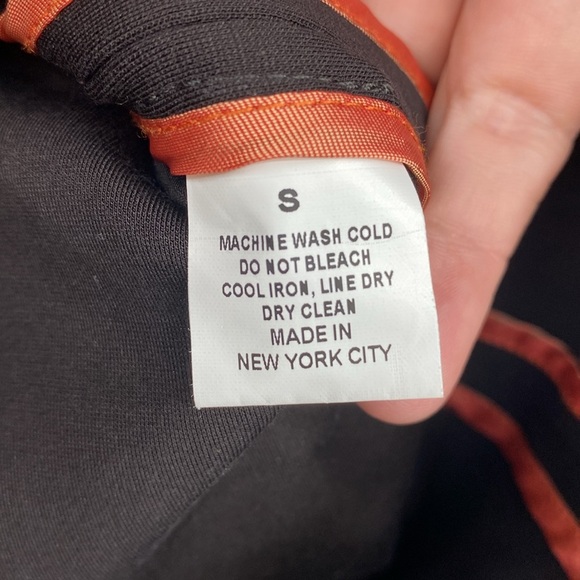 S
MACHINE WASH COLD
DO NOT BLEACH
COOL IRON, LINE DRY
DRY CLEAN
MADE IN
NEW YORK CITY